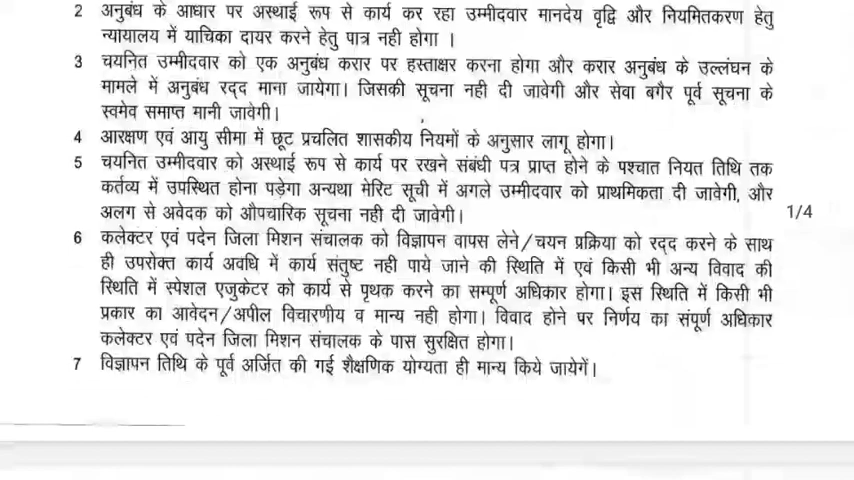 2 अनुबंध के आधार पर अस्थाई रूप से कार्य कर रहा उम्मीदवार मानदेय वृद्वि और नियमितकरण हेतु
न्यायालय में याचिका दायर करने हेतु पात्र नही होगा ।
3 चयनित उम्मीदवार को एक अनुबंध करार पर हस्ताक्षर करना होगा और करार अनुबंध के उल्लंघन के
मामले में अनुबंध रद्द माना जायेगा। जिसकी सूचना नही दी जावेगी और सेवा बगैर पूर्व सूचना के
स्वमेव समाप्त मानी जावेगी।
4 आरक्षण एवं आयु सीमा में छूट प्रचलित शासकीय नियमों के अनुसार लागू होगा।
5 चयनित उम्मीदवार को अस्थाई रूप से कार्य पर रखने संबंधी पत्र प्राप्त होने के पश्चात नियत तिथि तक
कर्तव्य में उपस्थित होना पड़ेगा अन्यथा मेरिट सूची में अगले उम्मीदवार को प्राथमिकता दी जावेगी, और
अलग से अवेदक को औपचारिक सूचना नही दी जावेगी।
1/4
6 कलेक्टर एवं पदेन जिला मिशन संचालक को विज्ञापन वापस लेने/चयन प्रक्रिया को रद्द करने के साथ
ही उपरोक्त कार्य अवधि में कार्य संतुष्ट नही पाये जाने की स्थिति में एवं किसी भी अन्य विवाद की
स्थिति में स्पेशल एजुकेटर को कार्य से पृथक करने का सम्पूर्ण अधिकार होगा। इस स्थिति में किसी भी
प्रकार का आवेदन/अपील विचारणीय व मान्य नही होगा। विवाद होने पर निर्णय का संपूर्ण अधिकार
कलेक्टर एवं पदेन जिला मिशन संचालक के पास सुरक्षित होगा।
7 विज्ञापन तिथि के पूर्व अर्जित की गई शैक्षणिक योग्यता ही मान्य किये जायेगें।